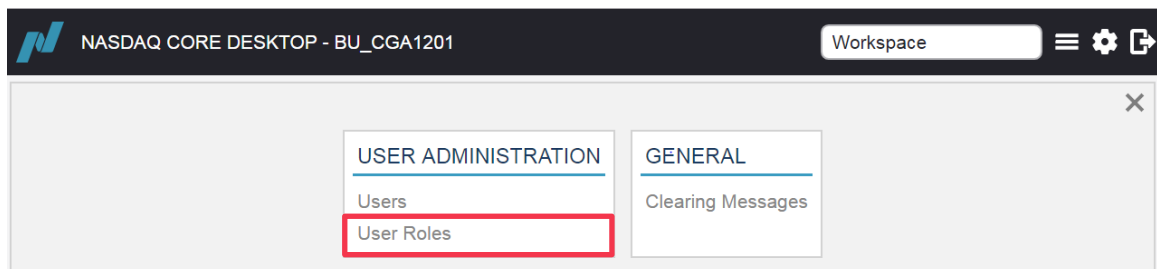 NASDAQ CORE DESKTOP - BU_CGA1201
Workspace
USER ADMINISTRATION
Users
User Roles
GENERAL
Clearing Messages